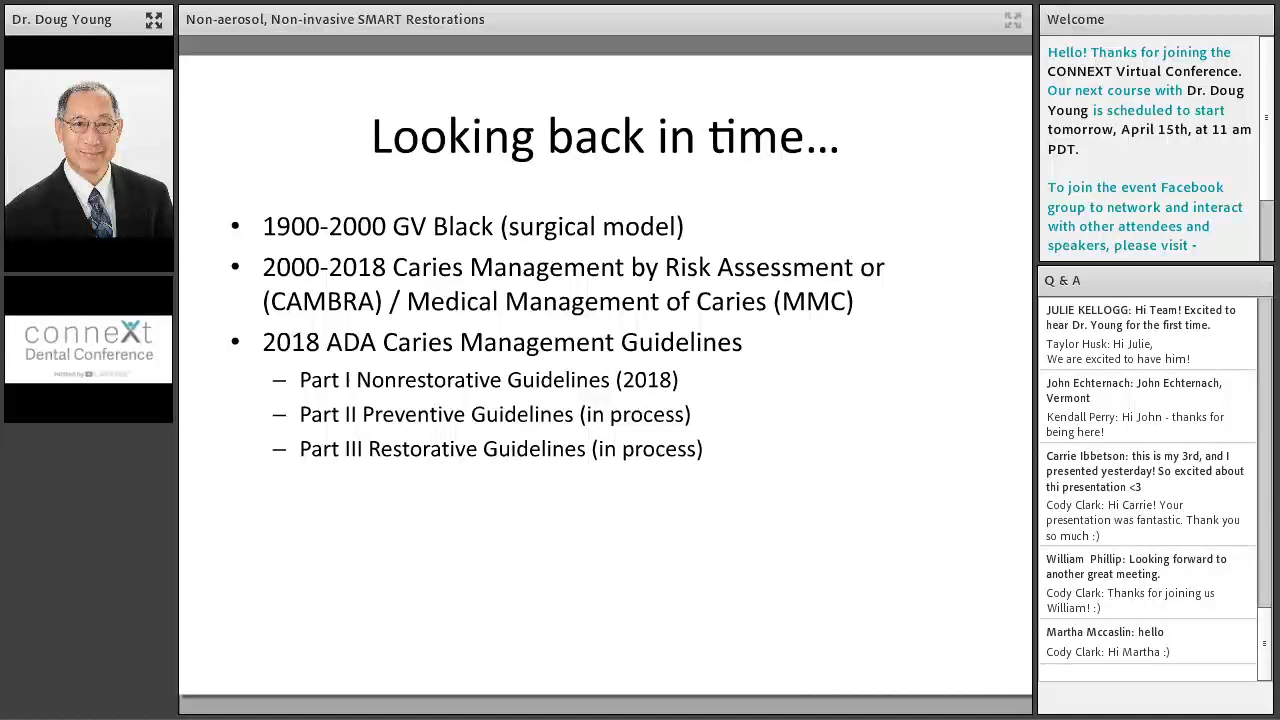 Dr. Doug Young
conneXt
Dental Conference
hosted by
Non-aerosol, Non-invasive SMART Restorations
Looking back in time…
• 1900-2000 GV Black (surgical model)
• 2000-2018 Caries Management by Risk Assessment or
(CAMBRA) / Medical Management of Caries (MMC)
• 2018 ADA Caries Management Guidelines
– Part I Nonrestorative Guidelines (2018)
– Part II Preventive Guidelines (in process)
– Part III Restorative Guidelines (in process)
Welcome
Hello! Thanks for joining the
CONNEXT Virtual Conference.
Our next course with Dr. Doug
Young is scheduled to start
tomorrow, April 15th, at 11 am
PDT.
To join the event Facebook
group to network and interact
with other attendees and
speakers, please visit -
Q & A
JULIE KELLOGG: Hi Team! Excited to
hear Dr. Young for the first time.
Taylor Husk: Hi Julie,
We are excited to have him!
John Echternach: John Echternach,
Vermont
Kendall Perry: Hi John - thanks for
being here!
Carrie Ibbetson: this is my 3rd, and I
presented yesterday! So excited about
thi presentation <3
Cody Clark: Hi Carrie! Your
presentation was fantastic. Thank you
so much :)
William Phillip: Looking forward to
another great meeting.
Cody Clark: Thanks for joining us
William! :)
Martha Mccaslin: hello
Cody Clark: Hi Martha :)